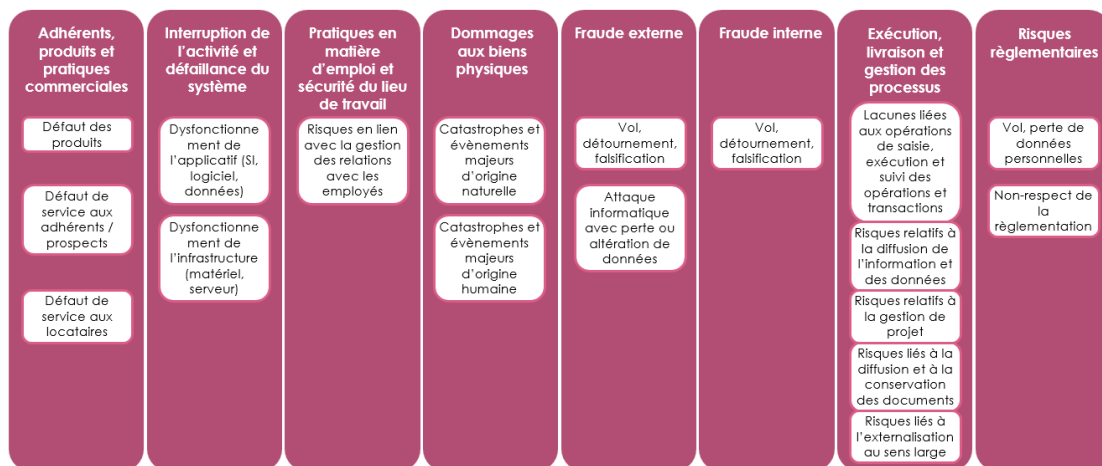 Adhérents,
produits et
pratiques
commerciales
Défaut des
produits
Défaut de
service aux
adhérents /
prospects
Défaut de
service aux
locataires
Interruption de
l'activité et
défaillance du
système
Dysfonctionne
ment de
l'applicatif (SI,
logiciel,
données)
Dysfonctionne
ment de
l'infrastructure
(matériel,
serveur)
Pratiques en
matière
d'emploi et
sécurité du lieu
de travail
Risques en lien
avec la gestion
des relations
avec les
employés
Dommages
aux biens
physiques
Catastrophes et
évènements
majeurs
d'origine
naturelle
Catastrophes et
évènements
majeurs
d'origine
humaine
Fraude externe
Vol,
détournement,
falsification
Attaque
informatique
avec perte ou
altération de
données
Fraude interne
Vol,
détournement,
falsification
Exécution,
livraison et
gestion des
processus
Lacunes liées
aux opérations
de saisie,
exécution et
suivi des
opérations et
transactions
Risques relatifs à
la diffusion de
l'information et
des données
Risques relatifs à
la gestion de
projet
Risques liés à la
diffusion et à la
conservation
des documents
Risques liés à
l'externalisation
au sens large
Risques
règlementaires
Vol, perte de
données
personnelles
Non-respect de
la
règlementation